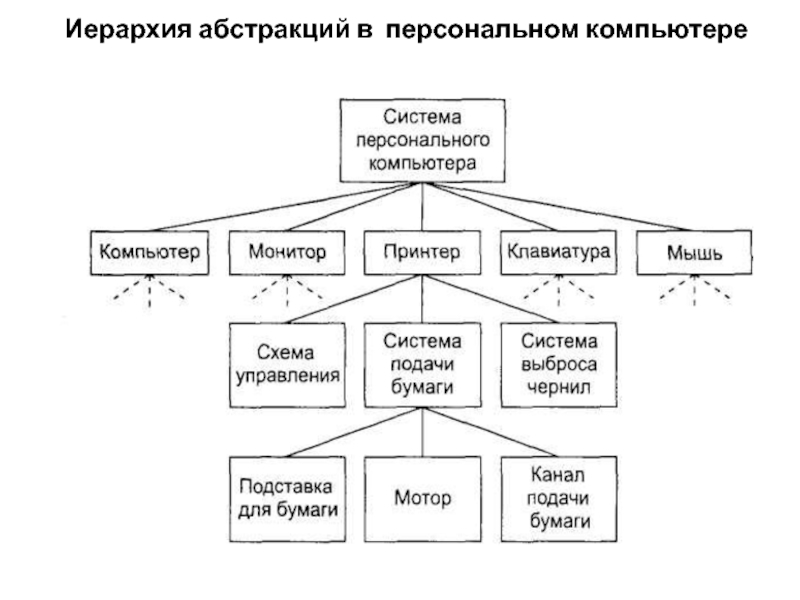 Иерархия абстракций в персональном компьютере
Система
персонального
компьютера
Компьютер
Монитор
Принтер
Клавиатура
Мышь
Схема
управления
Система
подачи
бумаги
Система
выброса
чернил
Подставка
для бумаги
Мотор
Канал
подачи
бумаги